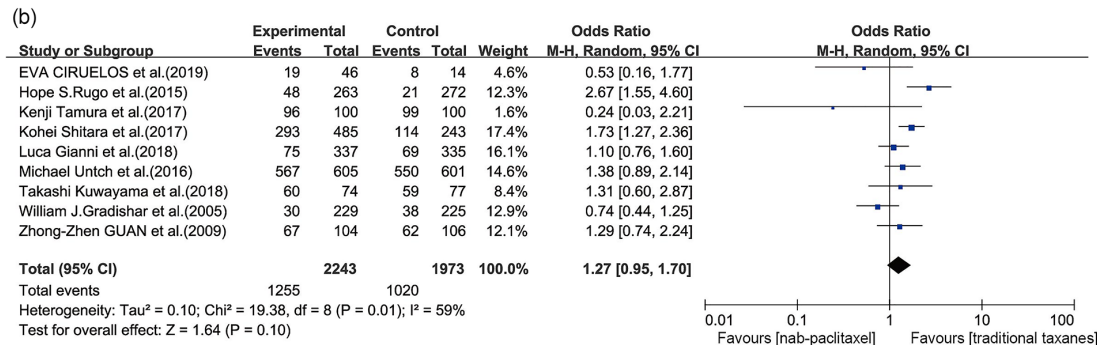 (b)
Experimental Control Odds Ratio Odds Ratio
Study or Subgroup Events Total Events Total Weight M-H, Random, 95% CI M-H, Random, 95% CI
EVA CIRUELOS et al.(2019) 19 46 8 14 4.6% 0.53 [0.16, 1.77]
Hope S.Rugo et al.(2015) 48 263 21 272 12.3% 2.67 [1.55, 4.60]
Kenji Tamura et al.(2017) 96 100 99 100 1.6% 0.24 [0.03, 2.21]
Kohei Shitara et al.(2017) 293 485 114 243 17.4% 1.73 [1.27, 2.36]
Luca Gianni et al.(2018) 75 337 69 335 16.1% 1.10 [0.76, 1.60]
Michael Untch et al.(2016) 567 605 550 601 14.6% 1.38 [0.89, 2.14]
Takashi Kuwayama et al.(2018) 60 74 59 77 8.4% 1.31 [0.60, 2.87]
William J.Gradishar et al.(2005) 30 229 38 225 12.9% 0.74 [0.44, 1.25]
Zhong-Zhen GUAN et al.(2009) 67 104 62 106 12.1% 1.29 [0.74, 2.24]
Total (95% CI) 2243 1973 100.0% 1.27 [0.95, 1.70]
Total events 1255 1020
Heterogeneity: Tau² = 0.10; Chi² = 19.38, df = 8 (P = 0.01); I² = 59%
Test for overall effect: Z = 1.64 (P = 0.10)
0.01 0.1 1 10 100
Favours [nab-paclitaxel] Favours [traditional taxanes]